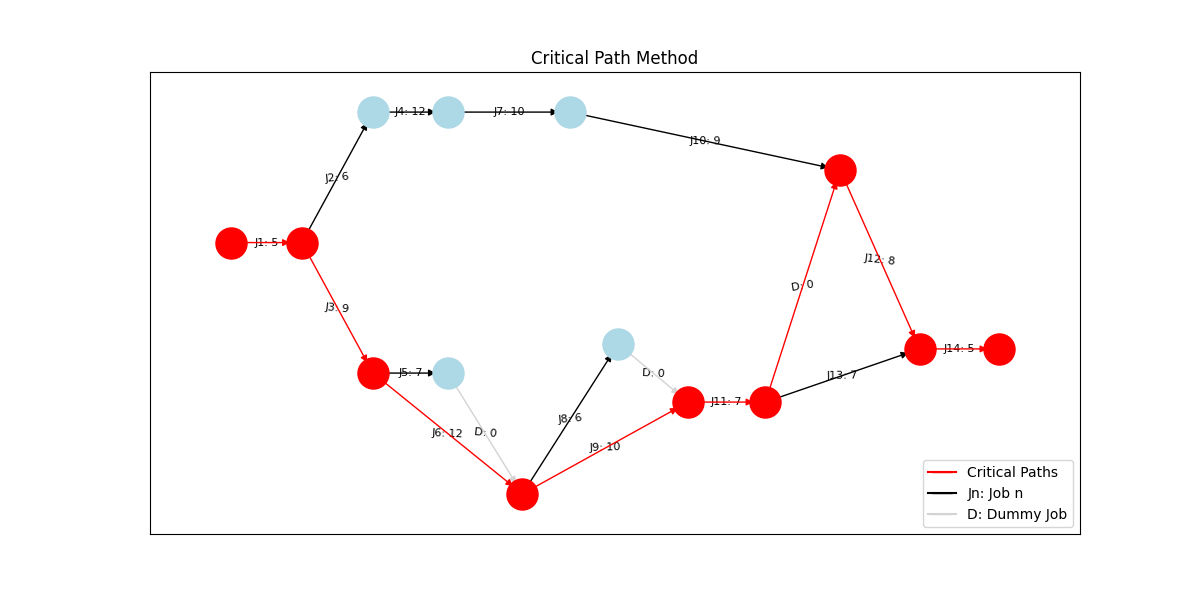 Critical Path Method
J4: 12
J7: 10
J10: 9
J2: 6
J1: 5
J12: 8
D: 0
J3: 9
J14: 5
D: 0
J5: 7
J13: 7
J11: 7
J8: 6
J6: 12
D: 0
J9: 10
Critical Paths
Jn: Job n
D: Dummy Job